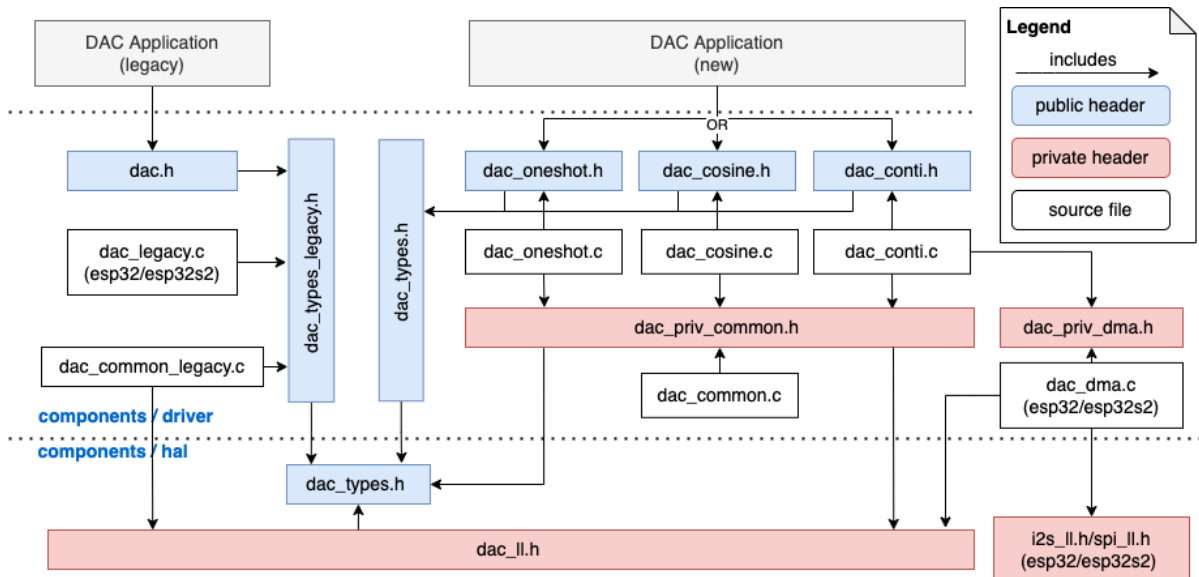 DAC Application
(legacy)
DAC Application
(new)
Legend
includes
public header
private header
source file
OR
dac.h
dac_types_legacy.h
dac_types.h
dac_oneshot.h
dac_cosine.h
dac_conti.h
dac_legacy.c
(esp32/esp32s2)
dac_oneshot.c
dac_cosine.c
dac_conti.c
dac_priv_common.h
dac_priv_dma.h
dac_common_legacy.c
dac_common.c
dac_dma.c
(esp32/esp32s2)
components / driver
components / hal
dac_types.h
dac_ll.h
i2s_ll.h/spi_ll.h
(esp32/esp32s2)